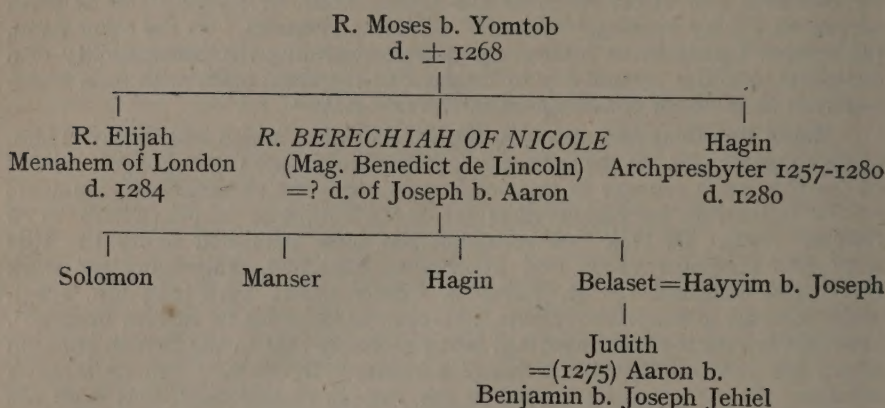 R. Moses b. Yomtob
d. ± 1268
R. Elijah R. BERECHIAH OF NICOLE Hagin
Menahem of London (Mag. Benedict de Lincoln) Archpresbyter 1257-1280
d. 1284 =? d. of Joseph b. Aaron d. 1280
Solomon Manser Hagin Belaset=Hayyim b. Joseph
Judith
=(1275) Aaron b.
Benjamin b. Joseph Jehiel